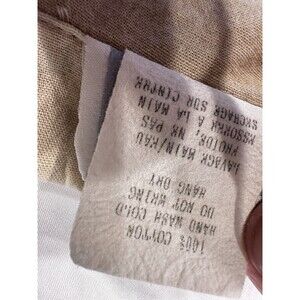 100% COTTON
HAND WASH COLD
DO NOT WRING
HANG DRY
LAVAGE MAIN/EAU
FROIDE, NE PAS
ESSORER A LA MAIN
SECHAGE SUR CINTRE